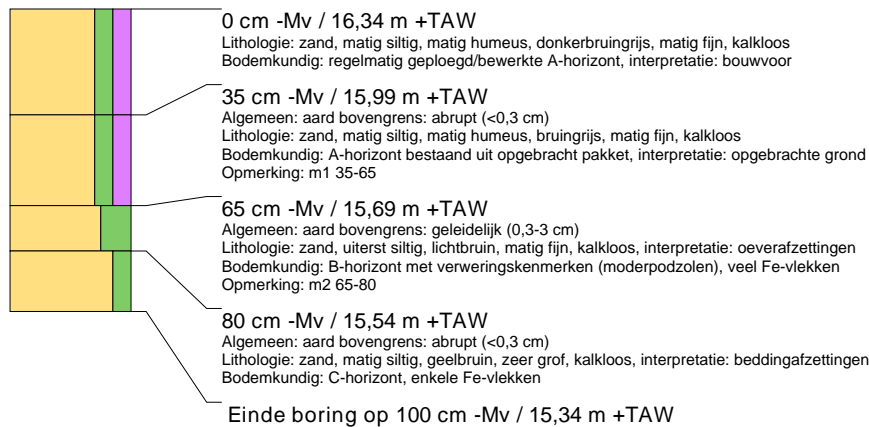 0 cm -Mv / 16,34 m +TAW
Lithologie: zand, matig siltig, matig humeus, donkerbruingrijs, matig fijn, kalkloos
Bodemkundig: regelmatig geploegd/bewerkte A-horizont, interpretatie: bouwvoor
35 cm -Mv / 15,99 m +TAW
Algemeen: aard bovengrens: abrupt (<0,3 cm)
Lithologie: zand, matig siltig, matig humeus, bruingrijs, matig fijn, kalkloos
Bodemkundig: A-horizont bestaand uit opgebracht pakket, interpretatie: opgebrachte grond
Opmerking: m1 35-65
65 cm -Mv / 15,69 m +TAW
Algemeen: aard bovengrens: geleidelijk (0,3-3 cm)
Lithologie: zand, uiterst siltig, lichtbruin, matig fijn, kalkloos, interpretatie: oeverafzettingen
Bodemkundig: B-horizont met verweringskenmerken (moderpodzolen), veel Fe-vlekken
Opmerking: m2 65-80
80 cm -Mv / 15,54 m +TAW
Algemeen: aard bovengrens: abrupt (<0,3 cm)
Lithologie: zand, matig siltig, geelbruin, zeer grof, kalkloos, interpretatie: beddingafzettingen
Bodemkundig: C-horizont, enkele Fe-vlekken
Einde boring op 100 cm -Mv / 15,34 m +TAW